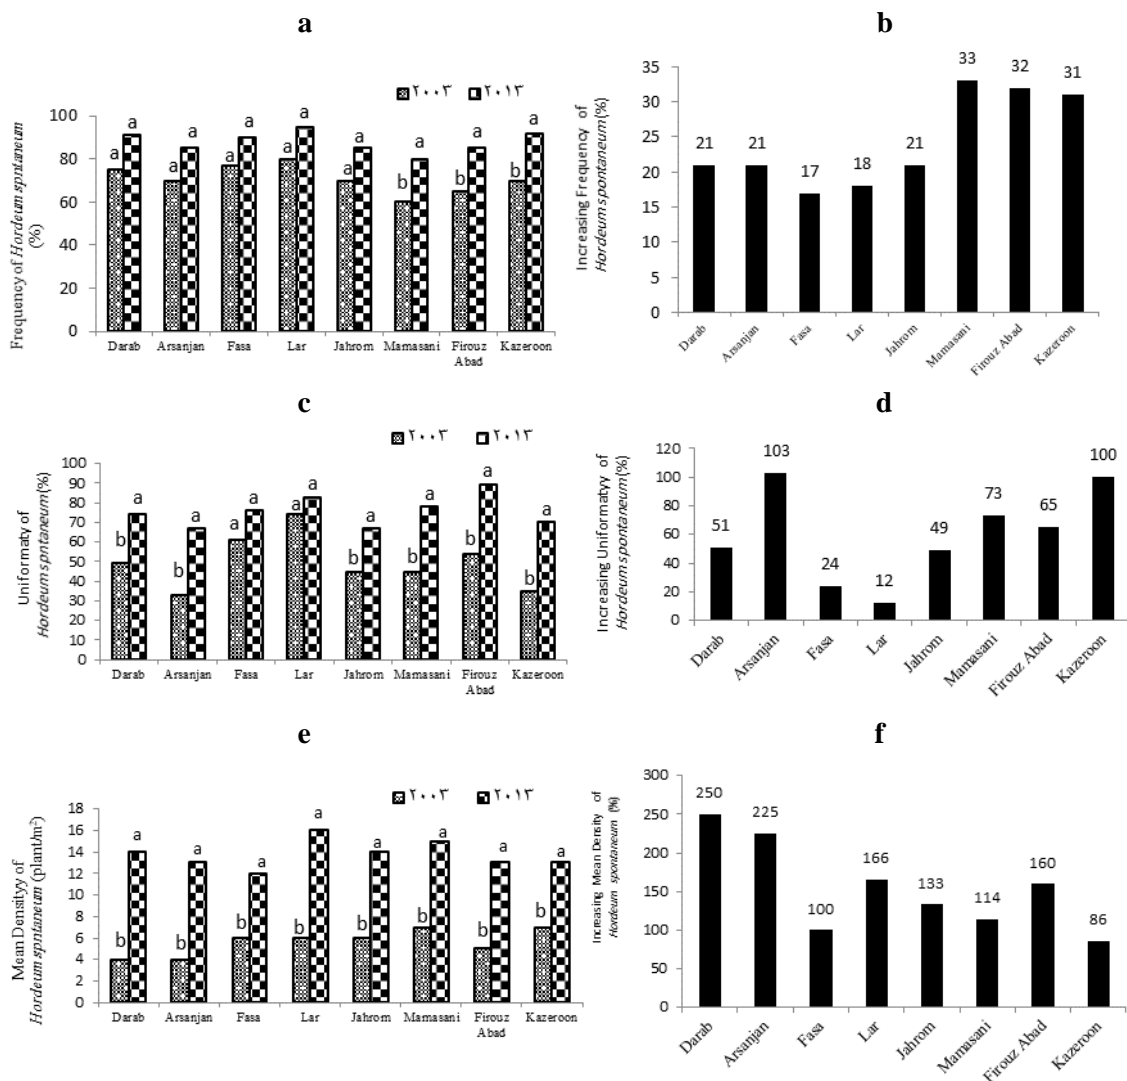 a
۲۰۰۳ ۲۰۱۳
Frequency of Hordeum spntaneum
(%)
100
80
60
40
20
0
a a a a a a a a a a b a b a b a
Darab Arsanjan Fasa Lar Jahrom Mamasani Firouz Abad Kazeroon
b
Increasing Frequency of
Hordeum spontaneum(%)
35
30
25
20
15
10
5
0
21 21 17 18 21 33 32 31
Darab Arsanjan Fasa Lar Jahrom Mamasani Firouz Abad Kazeroon
c
۲۰۰۳ ۲۰۱۳
Uniformaty of
Hordeum spntaneum(%)
100
90
80
70
60
50
40
30
20
10
0
b a b a a a a a b a b a b a b a
Darab Arsanjan Fasa Lar Jahrom Mamasani Firouz Abad Kazeroon
d
Increasing Uniformatyy of
Hordeum spontaneum(%)
120
100
80
60
40
20
0
51 103 24 12 49 73 65 100
Darab Arsanjan Fasa Lar Jahrom Mamasani Firouz Abad Kazeroon
e
۲۰۰۳ ۲۰۱۳
Mean Densityy of
Hordeum spntaneum (plant/m²)
18
16
14
12
10
8
6
4
2
0
b a b a b a b a b a b a b a b a
Darab Arsanjan Fasa Lar Jahrom Mamasani Firouz Abad Kazeroon
f
Increasing Mean Density of
Hordeum spontaneum (%)
300
250
200
150
100
50
0
250 225 100 166 133 114 160 86
Darab Arsanjan Fasa Lar Jahrom Mamasani Firouz Abad Kazeroon